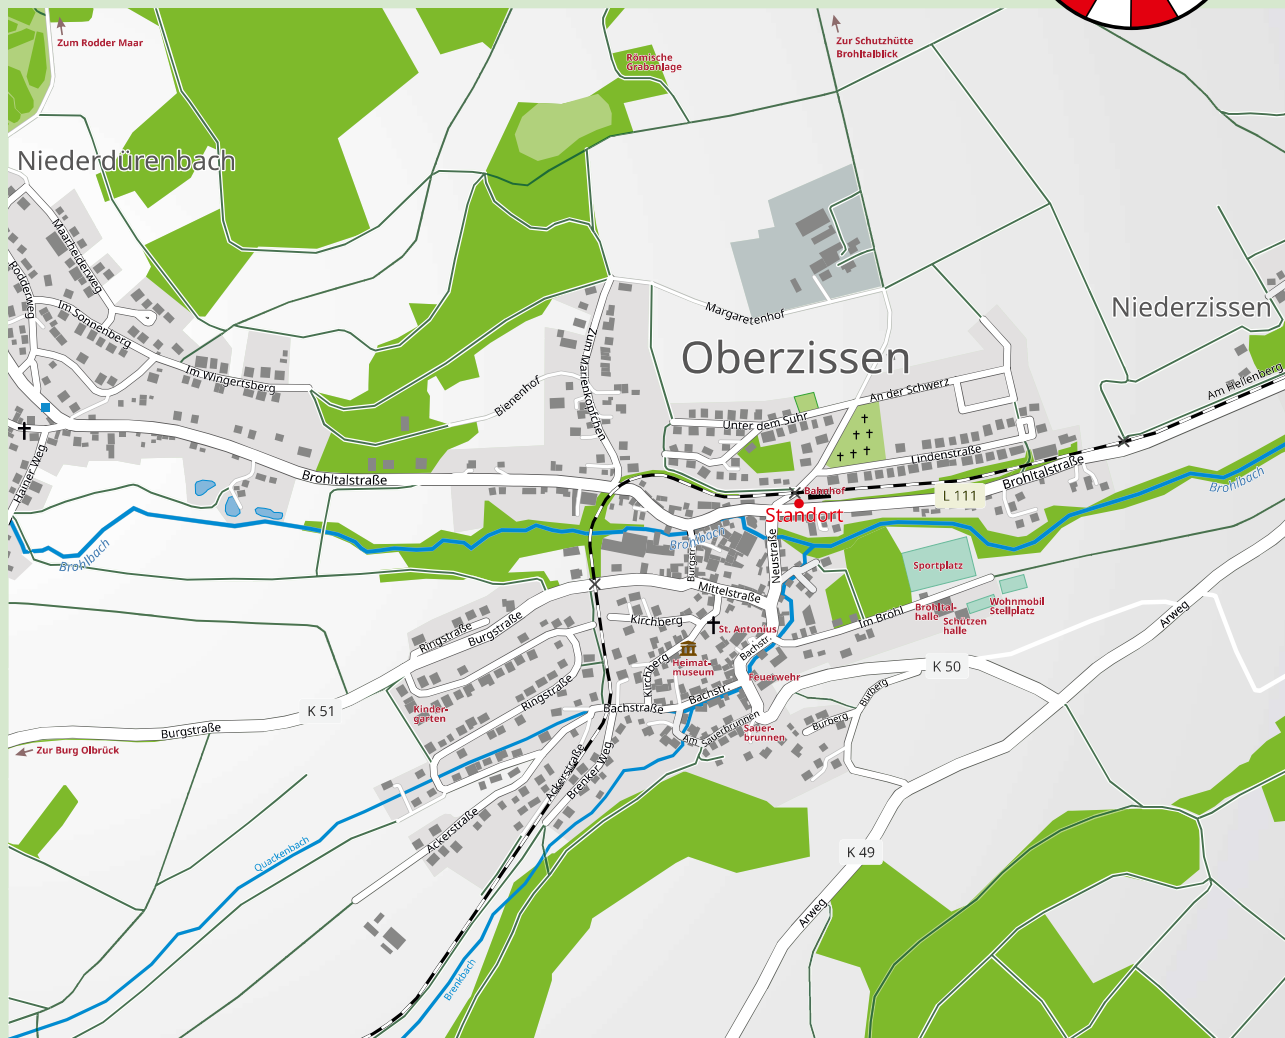 Zum Rodder Maar
Römische
Grabanlage
Zur Schutzhütte
Brohltalblick
Niederdürenbach
Maarheiderweg
Rodderweg
Im Sonnenberg
Im Wingertsberg
Hainer Weg
Zum Marienköpfchen
Bienenhof
Margaretenhof
Oberzissen
Niederzissen
Am Hellenberg
An der Schwerz
Unter dem Suhr
Lindenstraße
Brohltalstraße
Brohltalstraße
L 111
Bahnhof
Standort
Brohlbach
Brohlbach
Brohlbach
Burgstr.
Neustraße
Mittelstraße
Sportplatz
Wohnmobil
Stellplatz
Brohltal-
halle
Schützen
halle
Im Brohl
Arweg
Ringstraße
Burgstraße
Kirchberg
St. Antonius
Bachstr.
Heimat-
museum
Feuerwehr
K 50
Kirchberg
Ringstraße
Bachstr.
Bachstraße
Burberg
Burberg
Kinder-
garten
K 51
Burgstraße
Zur Burg Olbrück
Am Sauerbrunnen
Sauer-
brunnen
Ackerstraße
Brenker Weg
Ackerstraße
Quackenbach
K 49
Arweg
Brenkbach